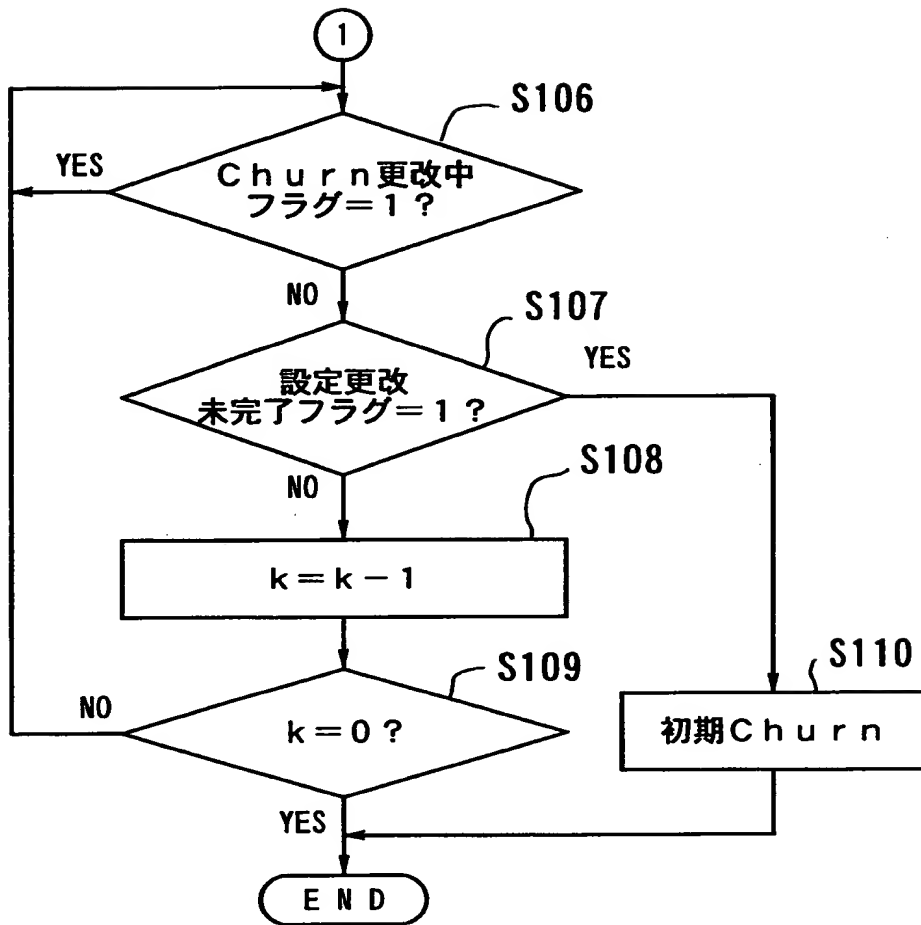 1
S106
YES
Churn更改中
フラグ=1?
NO
S107
YES
設定更改
未完了フラグ=1?
NO
S108
k=k-1
S109
NO
k=0?
S110
初期Churn
YES
END